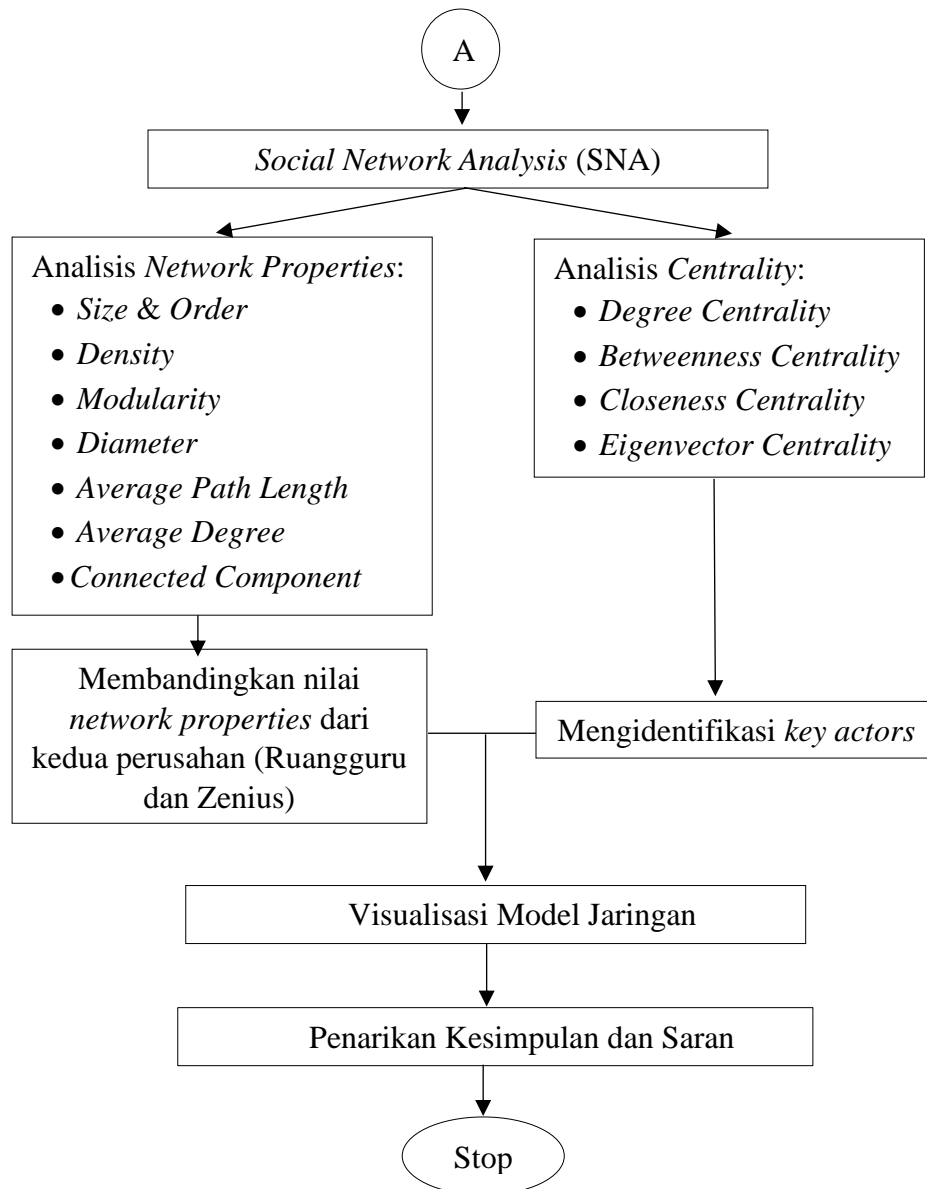 A
Social Network Analysis (SNA)
Analisis Network Properties:
• Size & Order
• Density
• Modularity
• Diameter
• Average Path Length
• Average Degree
• Connected Component
Analisis Centrality:
• Degree Centrality
• Betweenness Centrality
• Closeness Centrality
• Eigenvector Centrality
Membandingkan nilai
network properties dari
kedua perusahan (Ruangguru
dan Zenius)
Mengidentifikasi key actors
Visualisasi Model Jaringan
Penarikan Kesimpulan dan Saran
Stop